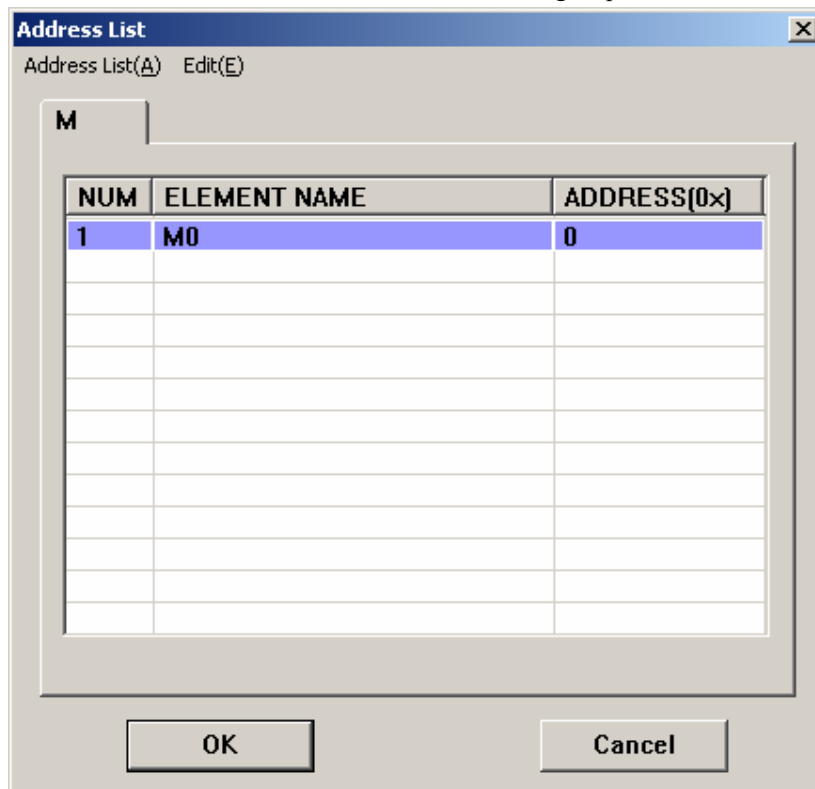 Address List
Address List(A) Edit(E)
M
NUM ELEMENT NAME ADDRESS(0x)
1 M0 0
OK Cancel